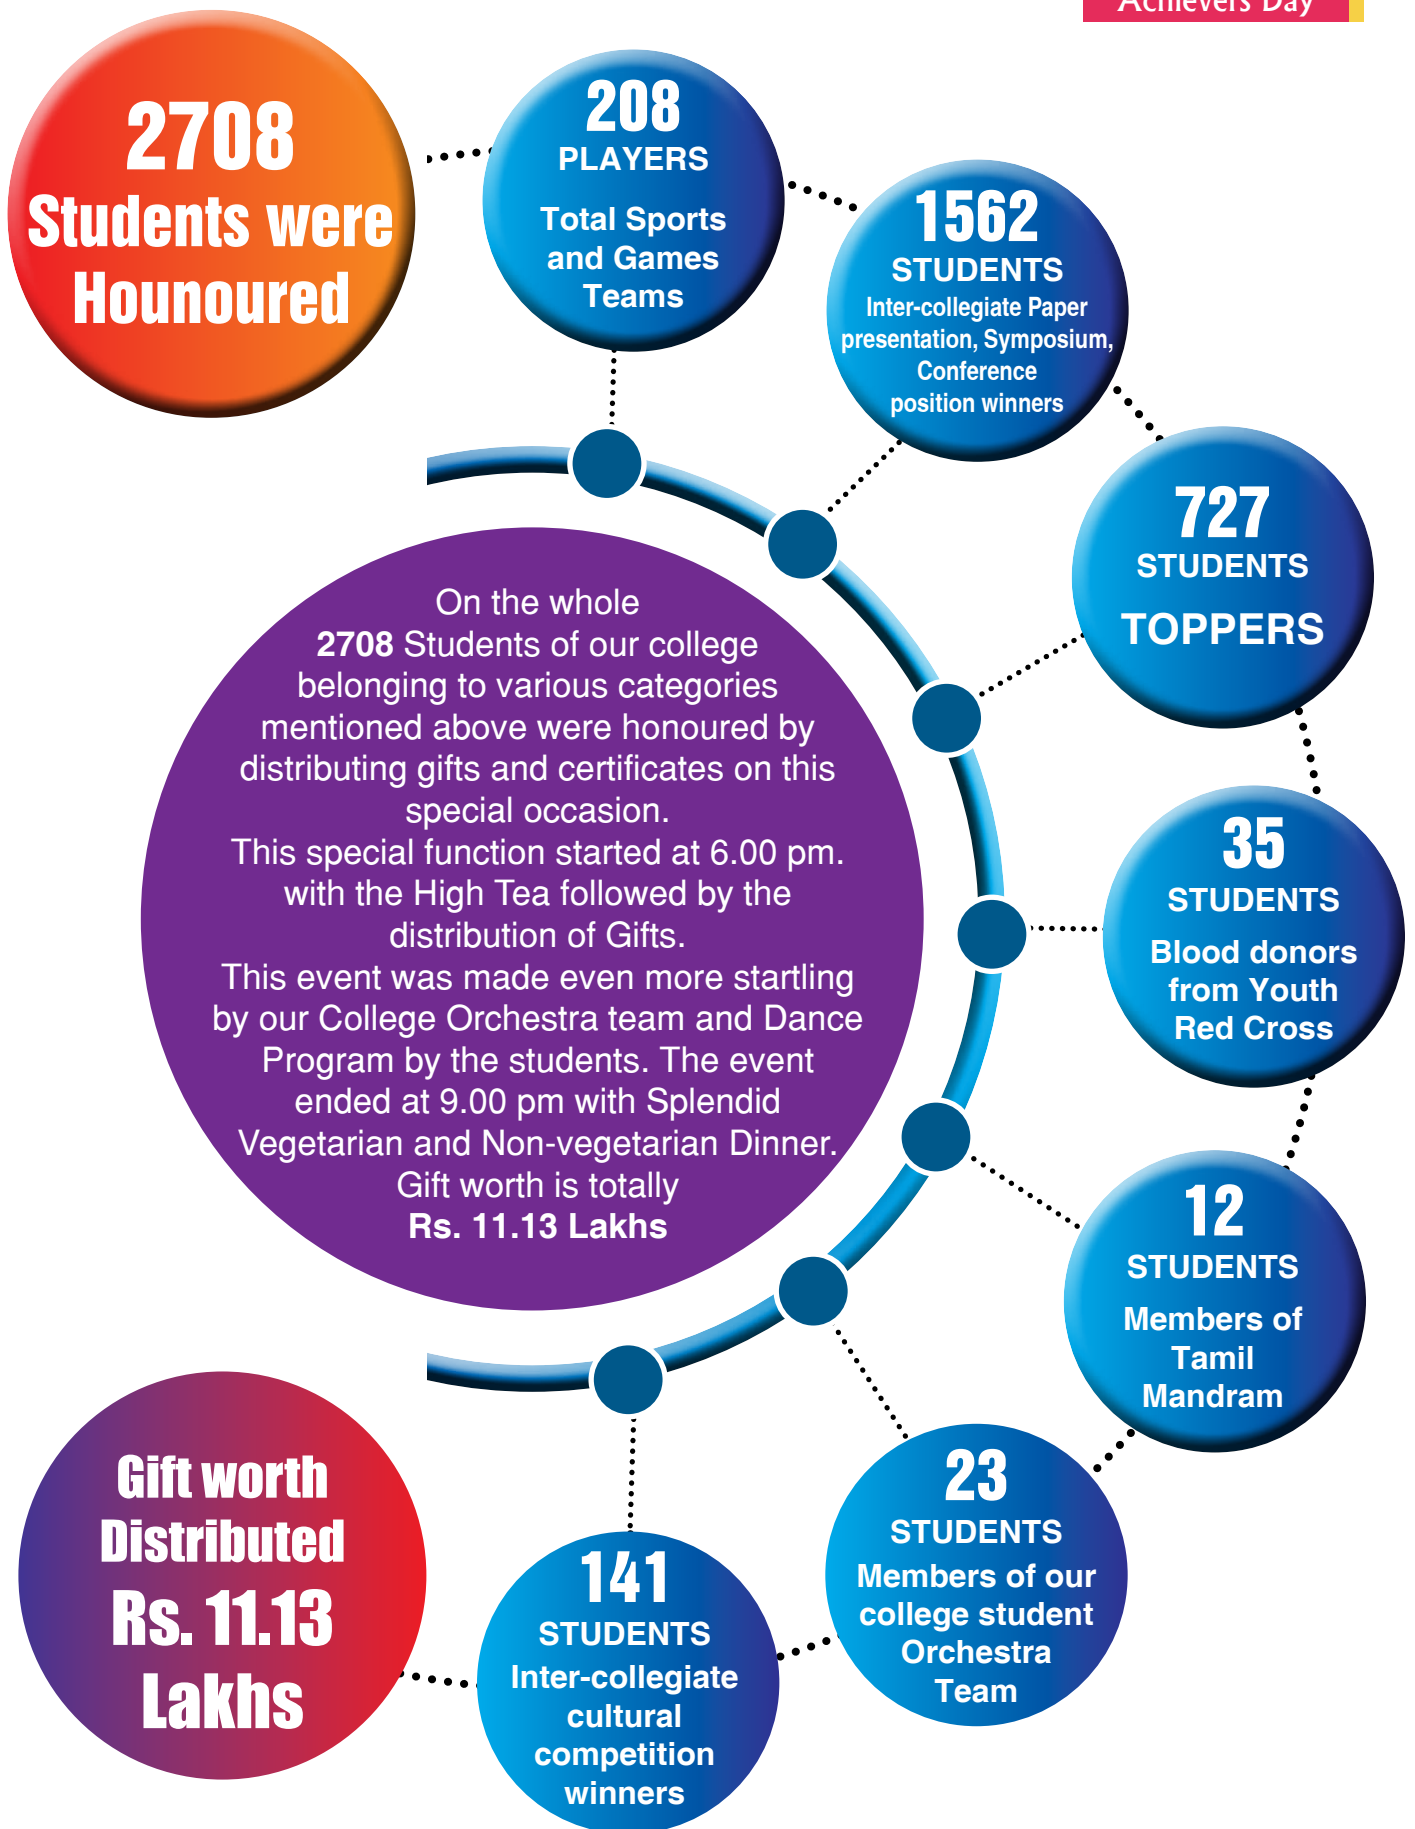 Achievers Day
2708
Students were
Hounoured
208
PLAYERS
Total Sports
and Games
Teams
1562
STUDENTS
Inter-collegiate Paper
presentation, Symposium,
Conference
position winners
727
STUDENTS
TOPPERS
On the whole
2708 Students of our college
belonging to various categories
mentioned above were honoured by
distributing gifts and certificates on this
special occasion.
This special function started at 6.00 pm.
with the High Tea followed by the
distribution of Gifts.
This event was made even more startling
by our College Orchestra team and Dance
Program by the students. The event
ended at 9.00 pm with Splendid
Vegetarian and Non-vegetarian Dinner.
Gift worth is totally
Rs. 11.13 Lakhs
35
STUDENTS
Blood donors
from Youth
Red Cross
12
STUDENTS
Members of
Tamil
Mandram
23
STUDENTS
Members of our
college student
Orchestra
Team
141
STUDENTS
Inter-collegiate
cultural
competition
winners
Gift worth
Distributed
Rs. 11.13
Lakhs